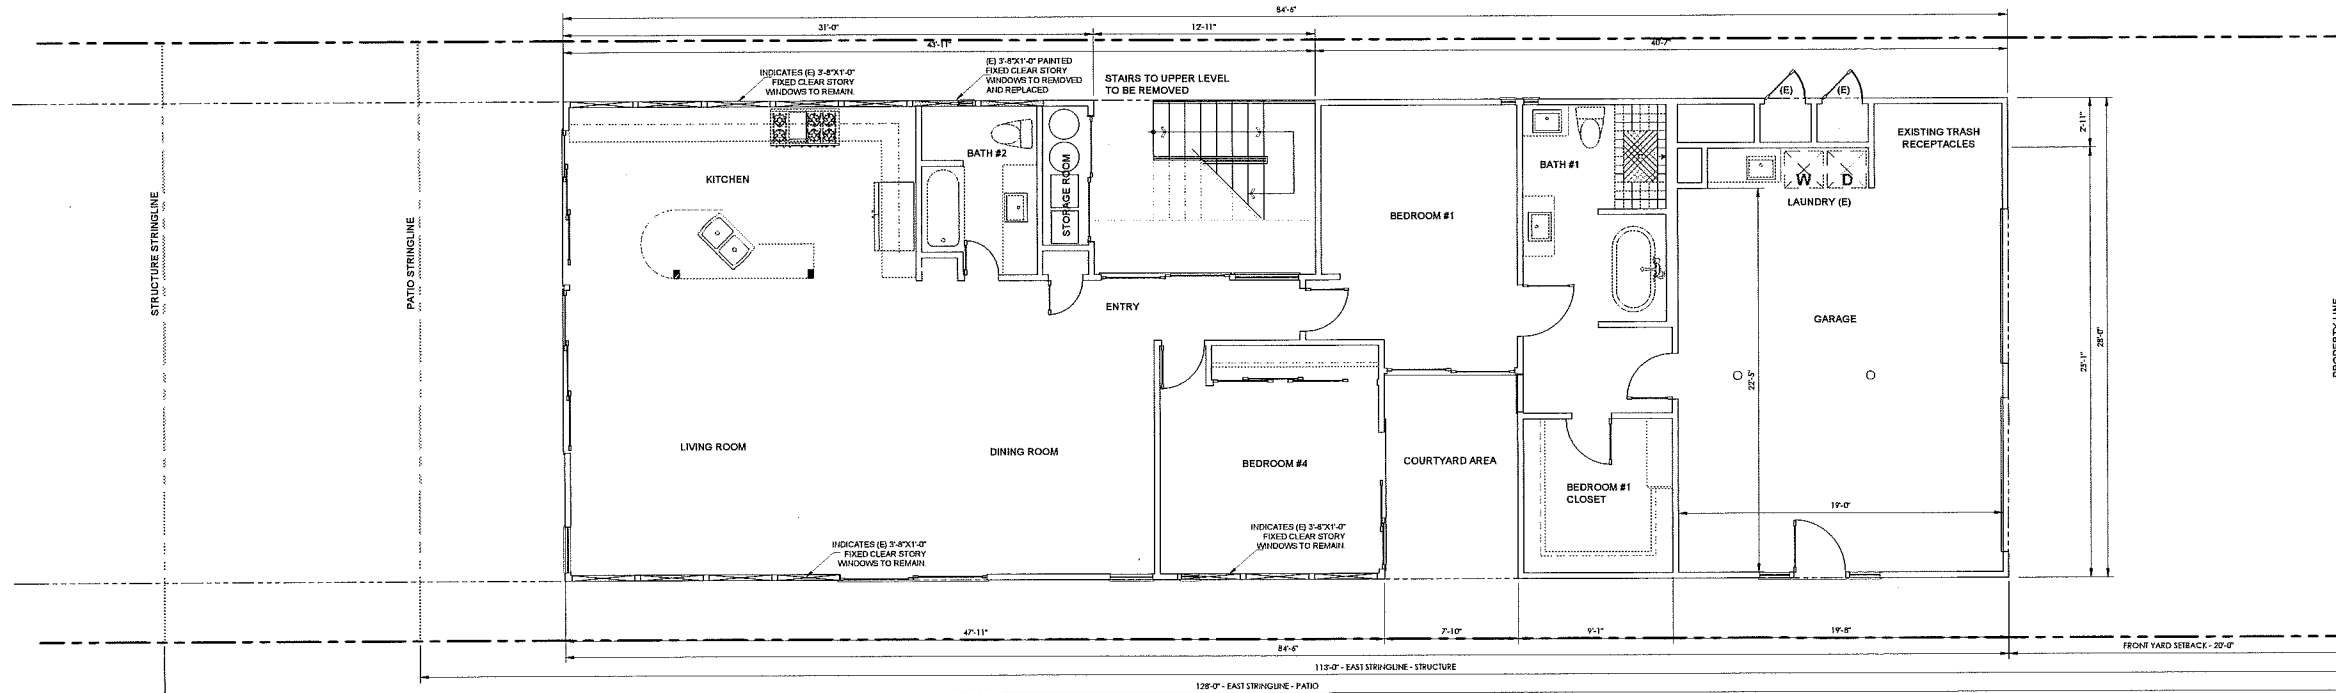 84'-6"
31'-0"
12'-11"
43'-11"
40'-7"
INDICATES (E) 3'-8"X1'-0"
FIXED CLEAR STORY
WINDOWS TO REMAIN.
(E) 3'-8"X1'-0" PAINTED
FIXED CLEAR STORY
WINDOWS TO REMOVED
AND REPLACED
STAIRS TO UPPER LEVEL
TO BE REMOVED
(E)
(E)
EXISTING TRASH
RECEPTACLES
2'-11"
BATH #2
BATH #1
KITCHEN
STORAGE ROOM
W
D
LAUNDRY (E)
BEDROOM #1
STRUCTURE STRINGLINE
PATIO STRINGLINE
ENTRY
GARAGE
PROPERTY LINE
28'-0"
25'-1"
22'-5"
LIVING ROOM
DINING ROOM
BEDROOM #4
COURTYARD AREA
BEDROOM #1
CLOSET
19'-0"
INDICATES (E) 3'-8"X1'-0"
FIXED CLEAR STORY
WINDOWS TO REMAIN.
INDICATES (E) 3'-8"X1'-0"
FIXED CLEAR STORY
WINDOWS TO REMAIN.
47'-11"
7'-10"
9'-1"
19'-8"
84'-6"
FRONT YARD SETBACK - 20'-0"
113'-0" - EAST STRINGLINE - STRUCTURE
128'-0" - EAST STRINGLINE - PATIO